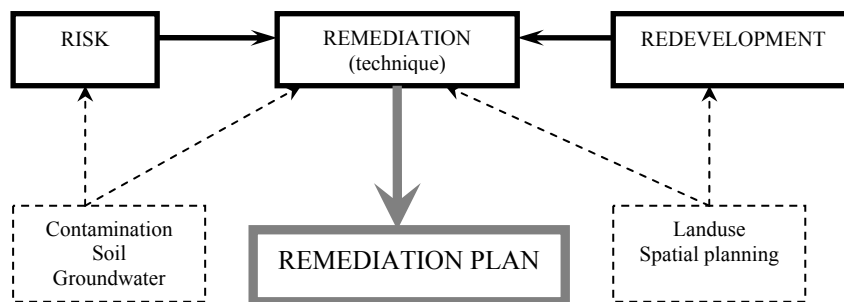 RISK
REMEDIATION
(technique)
REDEVELOPMENT
Contamination
Soil
Groundwater
REMEDIATION PLAN
Landuse
Spatial planning